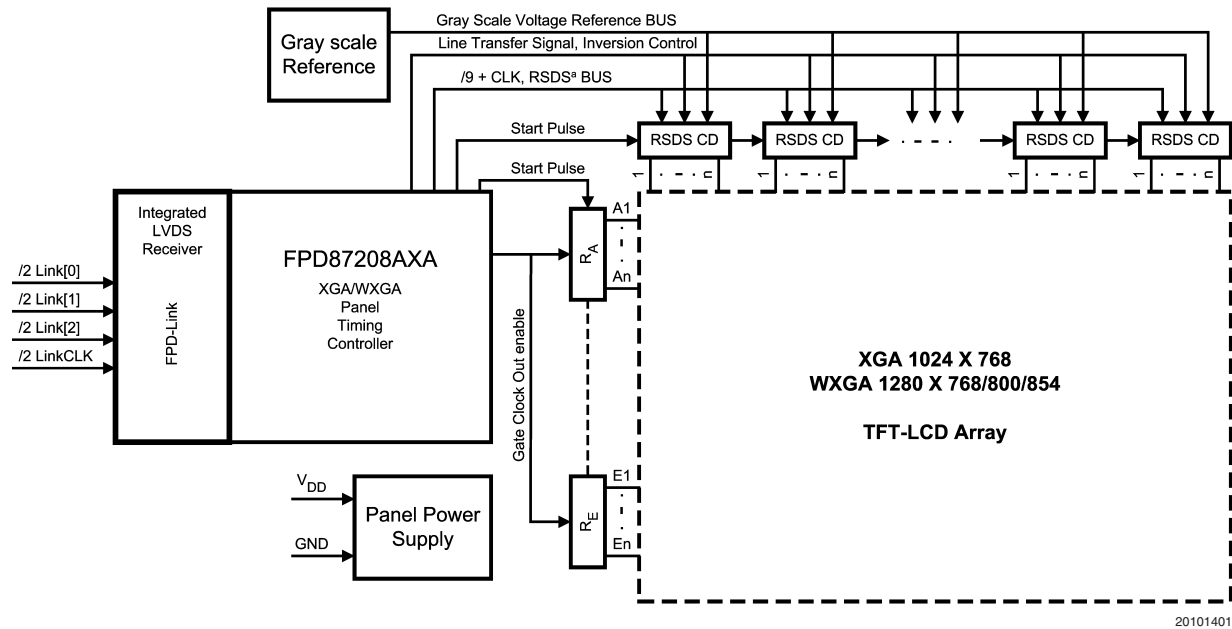 Gray Scale Voltage Reference BUS
Gray scale
Reference
Line Transfer Signal, Inversion Control
/9 + CLK, RSDSª BUS
Start Pulse
RSDS CD
RSDS CD
· - · - ·
RSDS CD
RSDS CD
Start Pulse
1 · - · - · n
1 · - · - · n
1 · - · - · n
1 · - · - · n
Integrated
LVDS
Receiver
FPD-Link
FPD87208AXA
XGA/WXGA
Panel
Timing
Controller
/2 Link[0]
/2 Link[1]
/2 Link[2]
/2 LinkCLK
Gate Clock Out enable
RA
A1
An
XGA 1024 X 768
WXGA 1280 X 768/800/854
TFT-LCD Array
VDD
GND
Panel Power
Supply
RE
E1
En
20101401